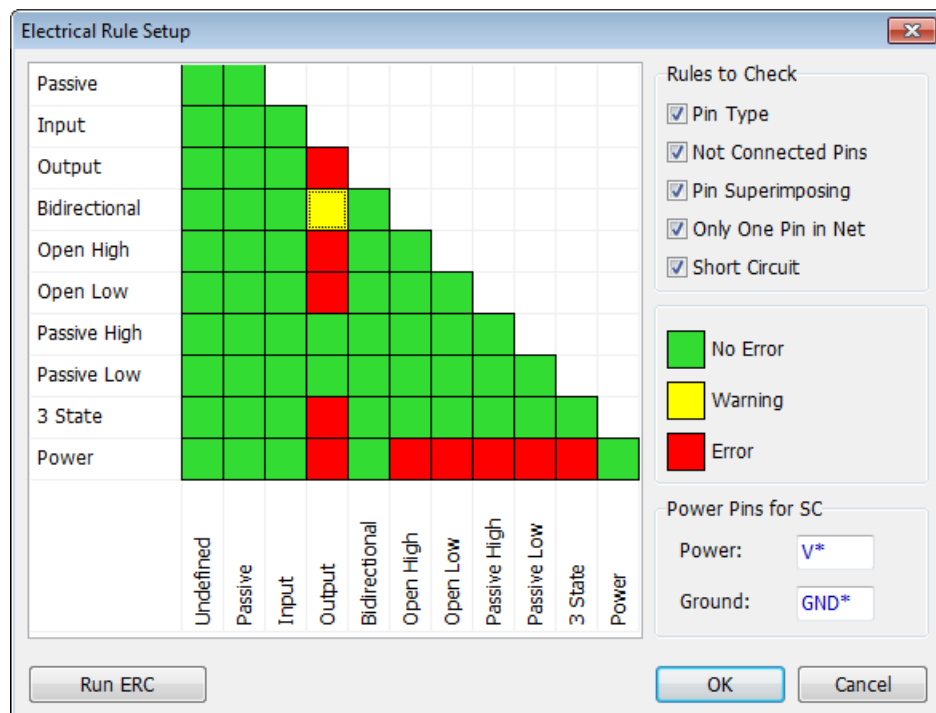 Electrical Rule Setup
Passive
Input
Output
Bidirectional
Open High
Open Low
Passive High
Passive Low
3 State
Power
Undefined
Passive
Input
Output
Bidirectional
Open High
Open Low
Passive High
Passive Low
3 State
Power
Rules to Check
Pin Type
Not Connected Pins
Pin Superimposing
Only One Pin in Net
Short Circuit
No Error
Warning
Error
Power Pins for SC
Power: V*
Ground: GND*
Run ERC
OK
Cancel